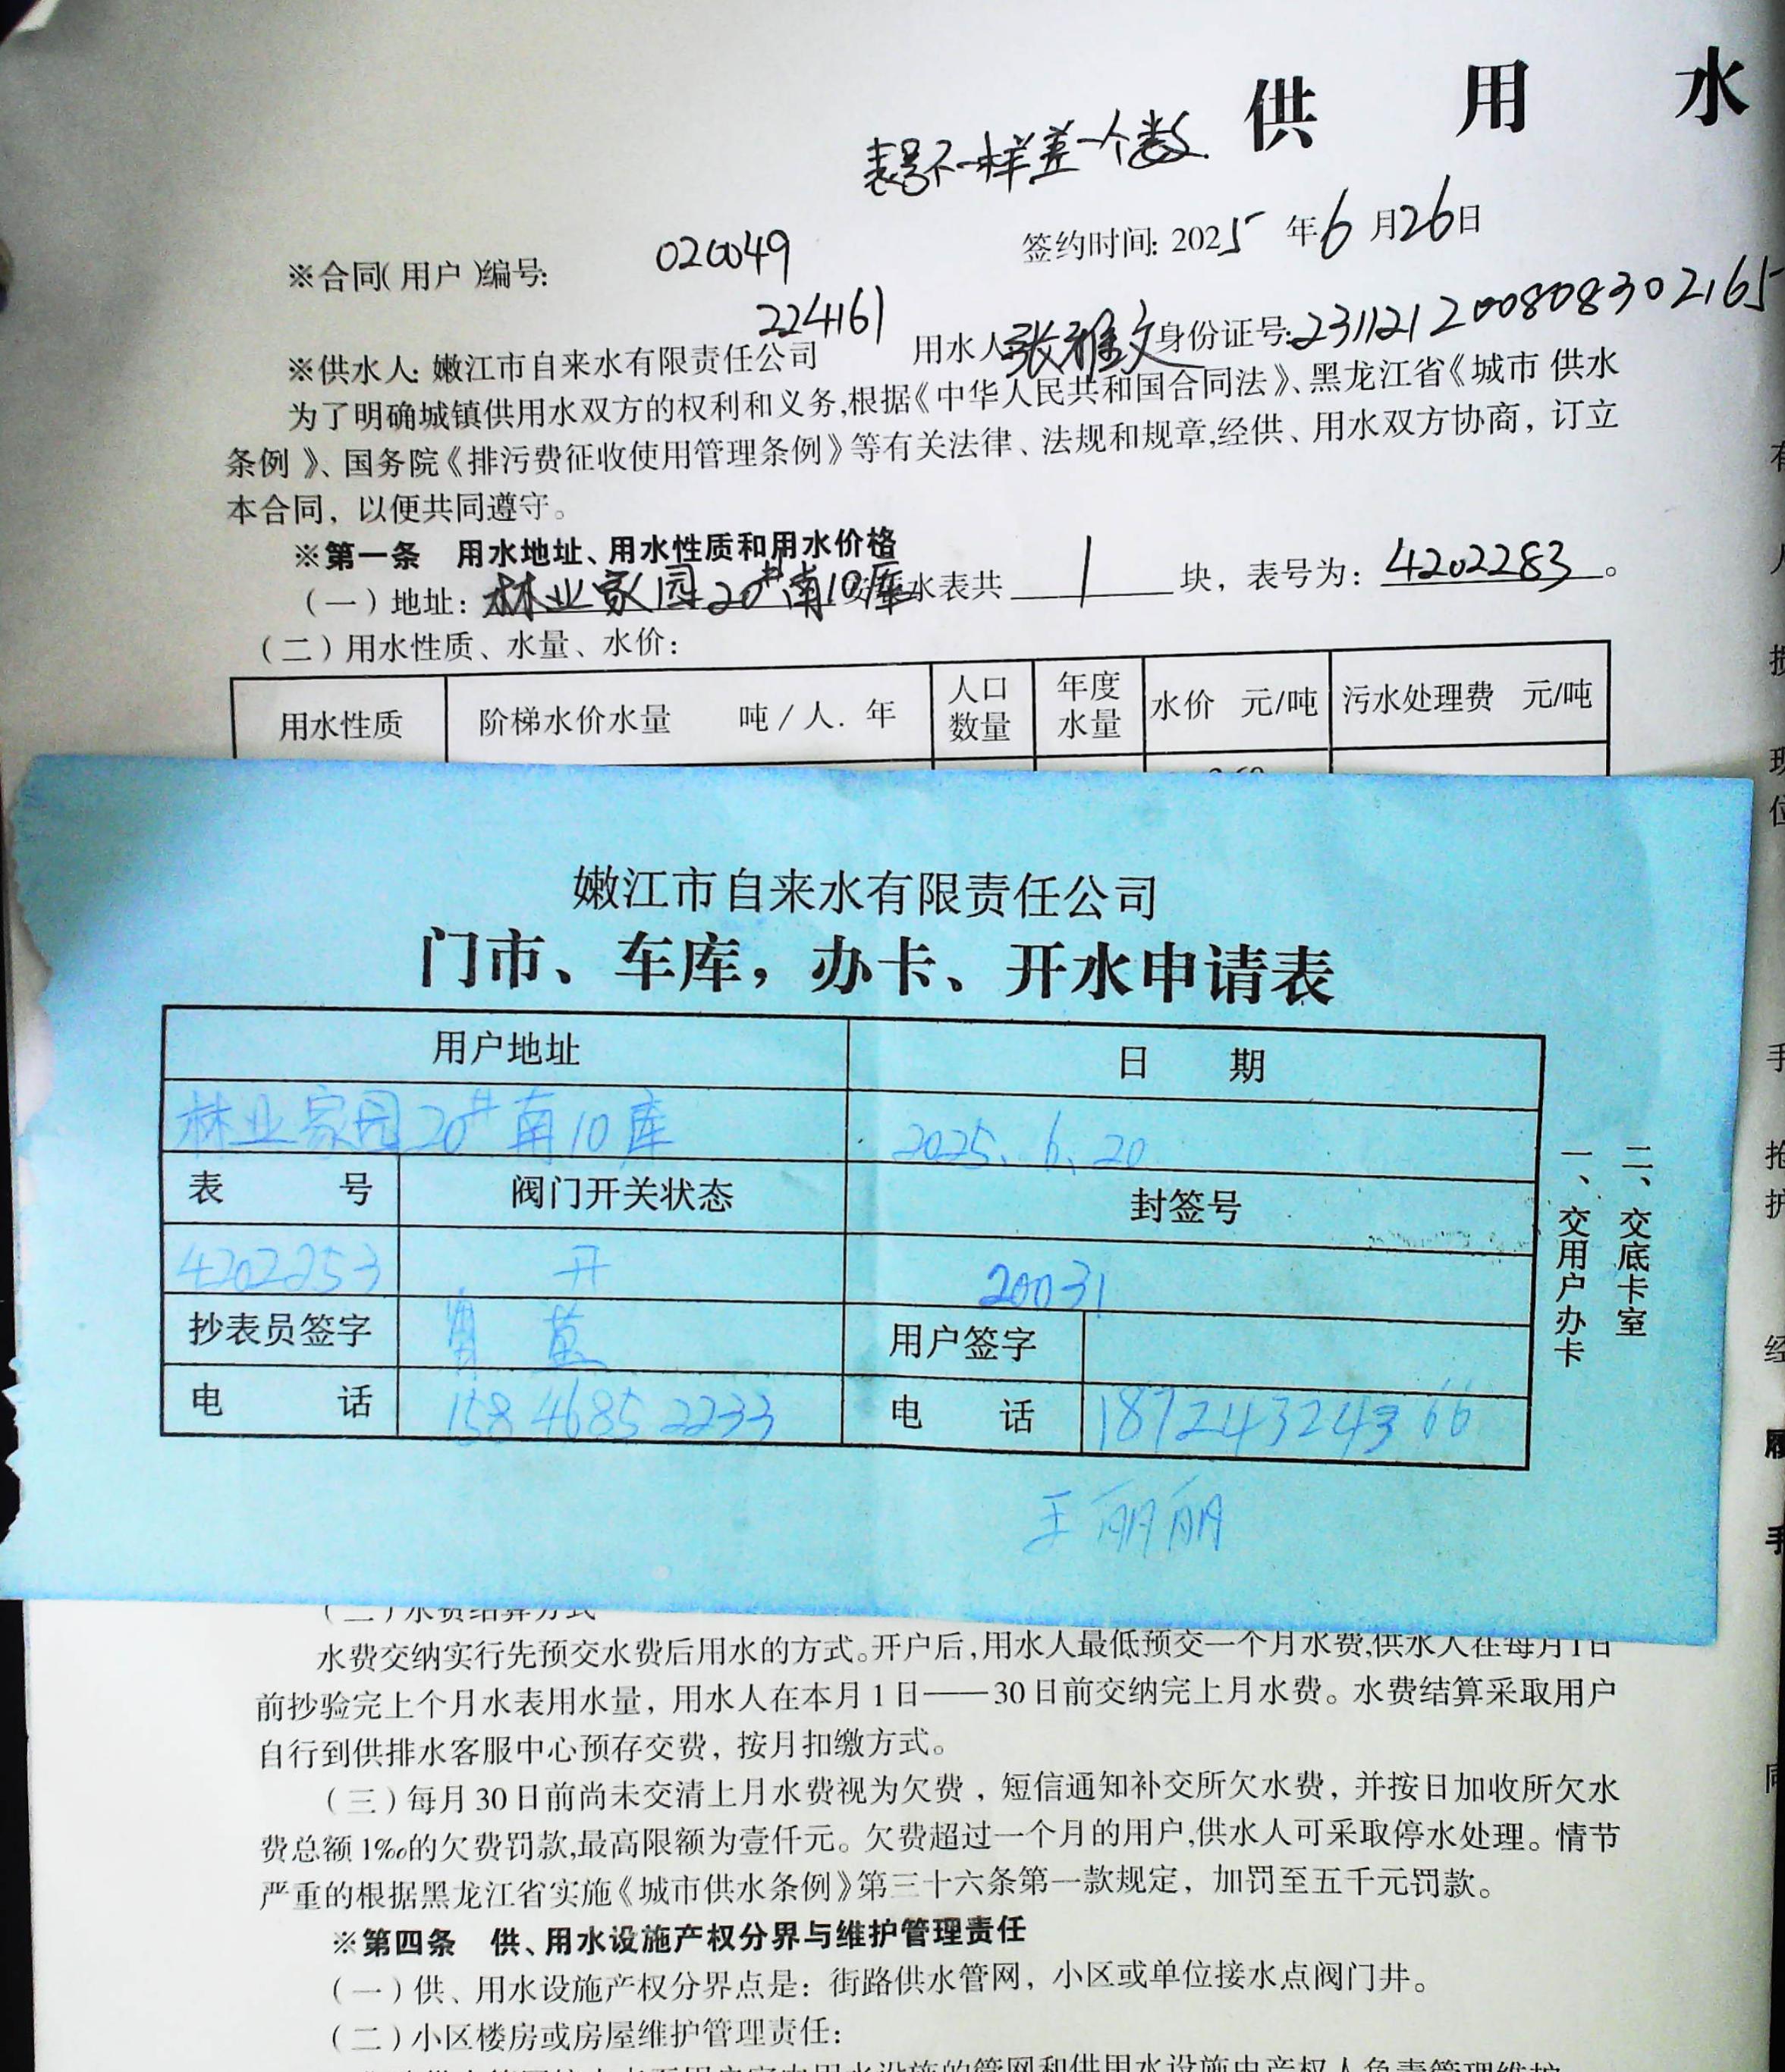 供 用 水
表号不一样差一个数
签约时间: 2025 年6月26日
※合同(用户)编号: 020049
224161
※供水人: 嫩江市自来水有限责任公司 用水人 张雅文 身份证号:231121200808302165
为了明确城镇供用水双方的权利和义务,根据《中华人民共和国合同法》、黑龙江省《城市 供水
条例》、国务院《排污费征收使用管理条例》等有关法律、法规和规章,经供、用水双方协商，订立
本合同，以便共同遵守。
※第一条 用水地址、用水性质和用水价格
(一)地址: 林业家园20#南10库 水表共 1 块，表号为: 4202283。
(二)用水性质、水量、水价:
用水性质 阶梯水价水量 吨/人.年 人口数量 年度水量 水价 元/吨 污水处理费 元/吨
嫩江市自来水有限责任公司
门市、车库，办卡、开水申请表
用户地址 日 期
林业家园20#南10库 2025.6.20
表 号 阀门开关状态 封签号
4202253 开 20031
抄表员签字 用户签字
电 话 15846852233 电 话 18724324366
王丽丽
一、交用户办卡
二、交底卡室
(二)水费结算方式
水费交纳实行先预交水费后用水的方式。开户后,用水人最低预交一个月水费,供水人在每月1日
前抄验完上个月水表用水量，用水人在本月1日——30日前交纳完上月水费。水费结算采取用户
自行到供排水客服中心预存交费，按月扣缴方式。
(三)每月30日前尚未交清上月水费视为欠费，短信通知补交所欠水费，并按日加收所欠水
费总额1‰的欠费罚款,最高限额为壹仟元。欠费超过一个月的用户,供水人可采取停水处理。情节
严重的根据黑龙江省实施《城市供水条例》第三十六条第一款规定，加罚至五千元罚款。
※第四条 供、用水设施产权分界与维护管理责任
(一)供、用水设施产权分界点是: 街路供水管网，小区或单位接水点阀门井。
(二)小区楼房或房屋维护管理责任: